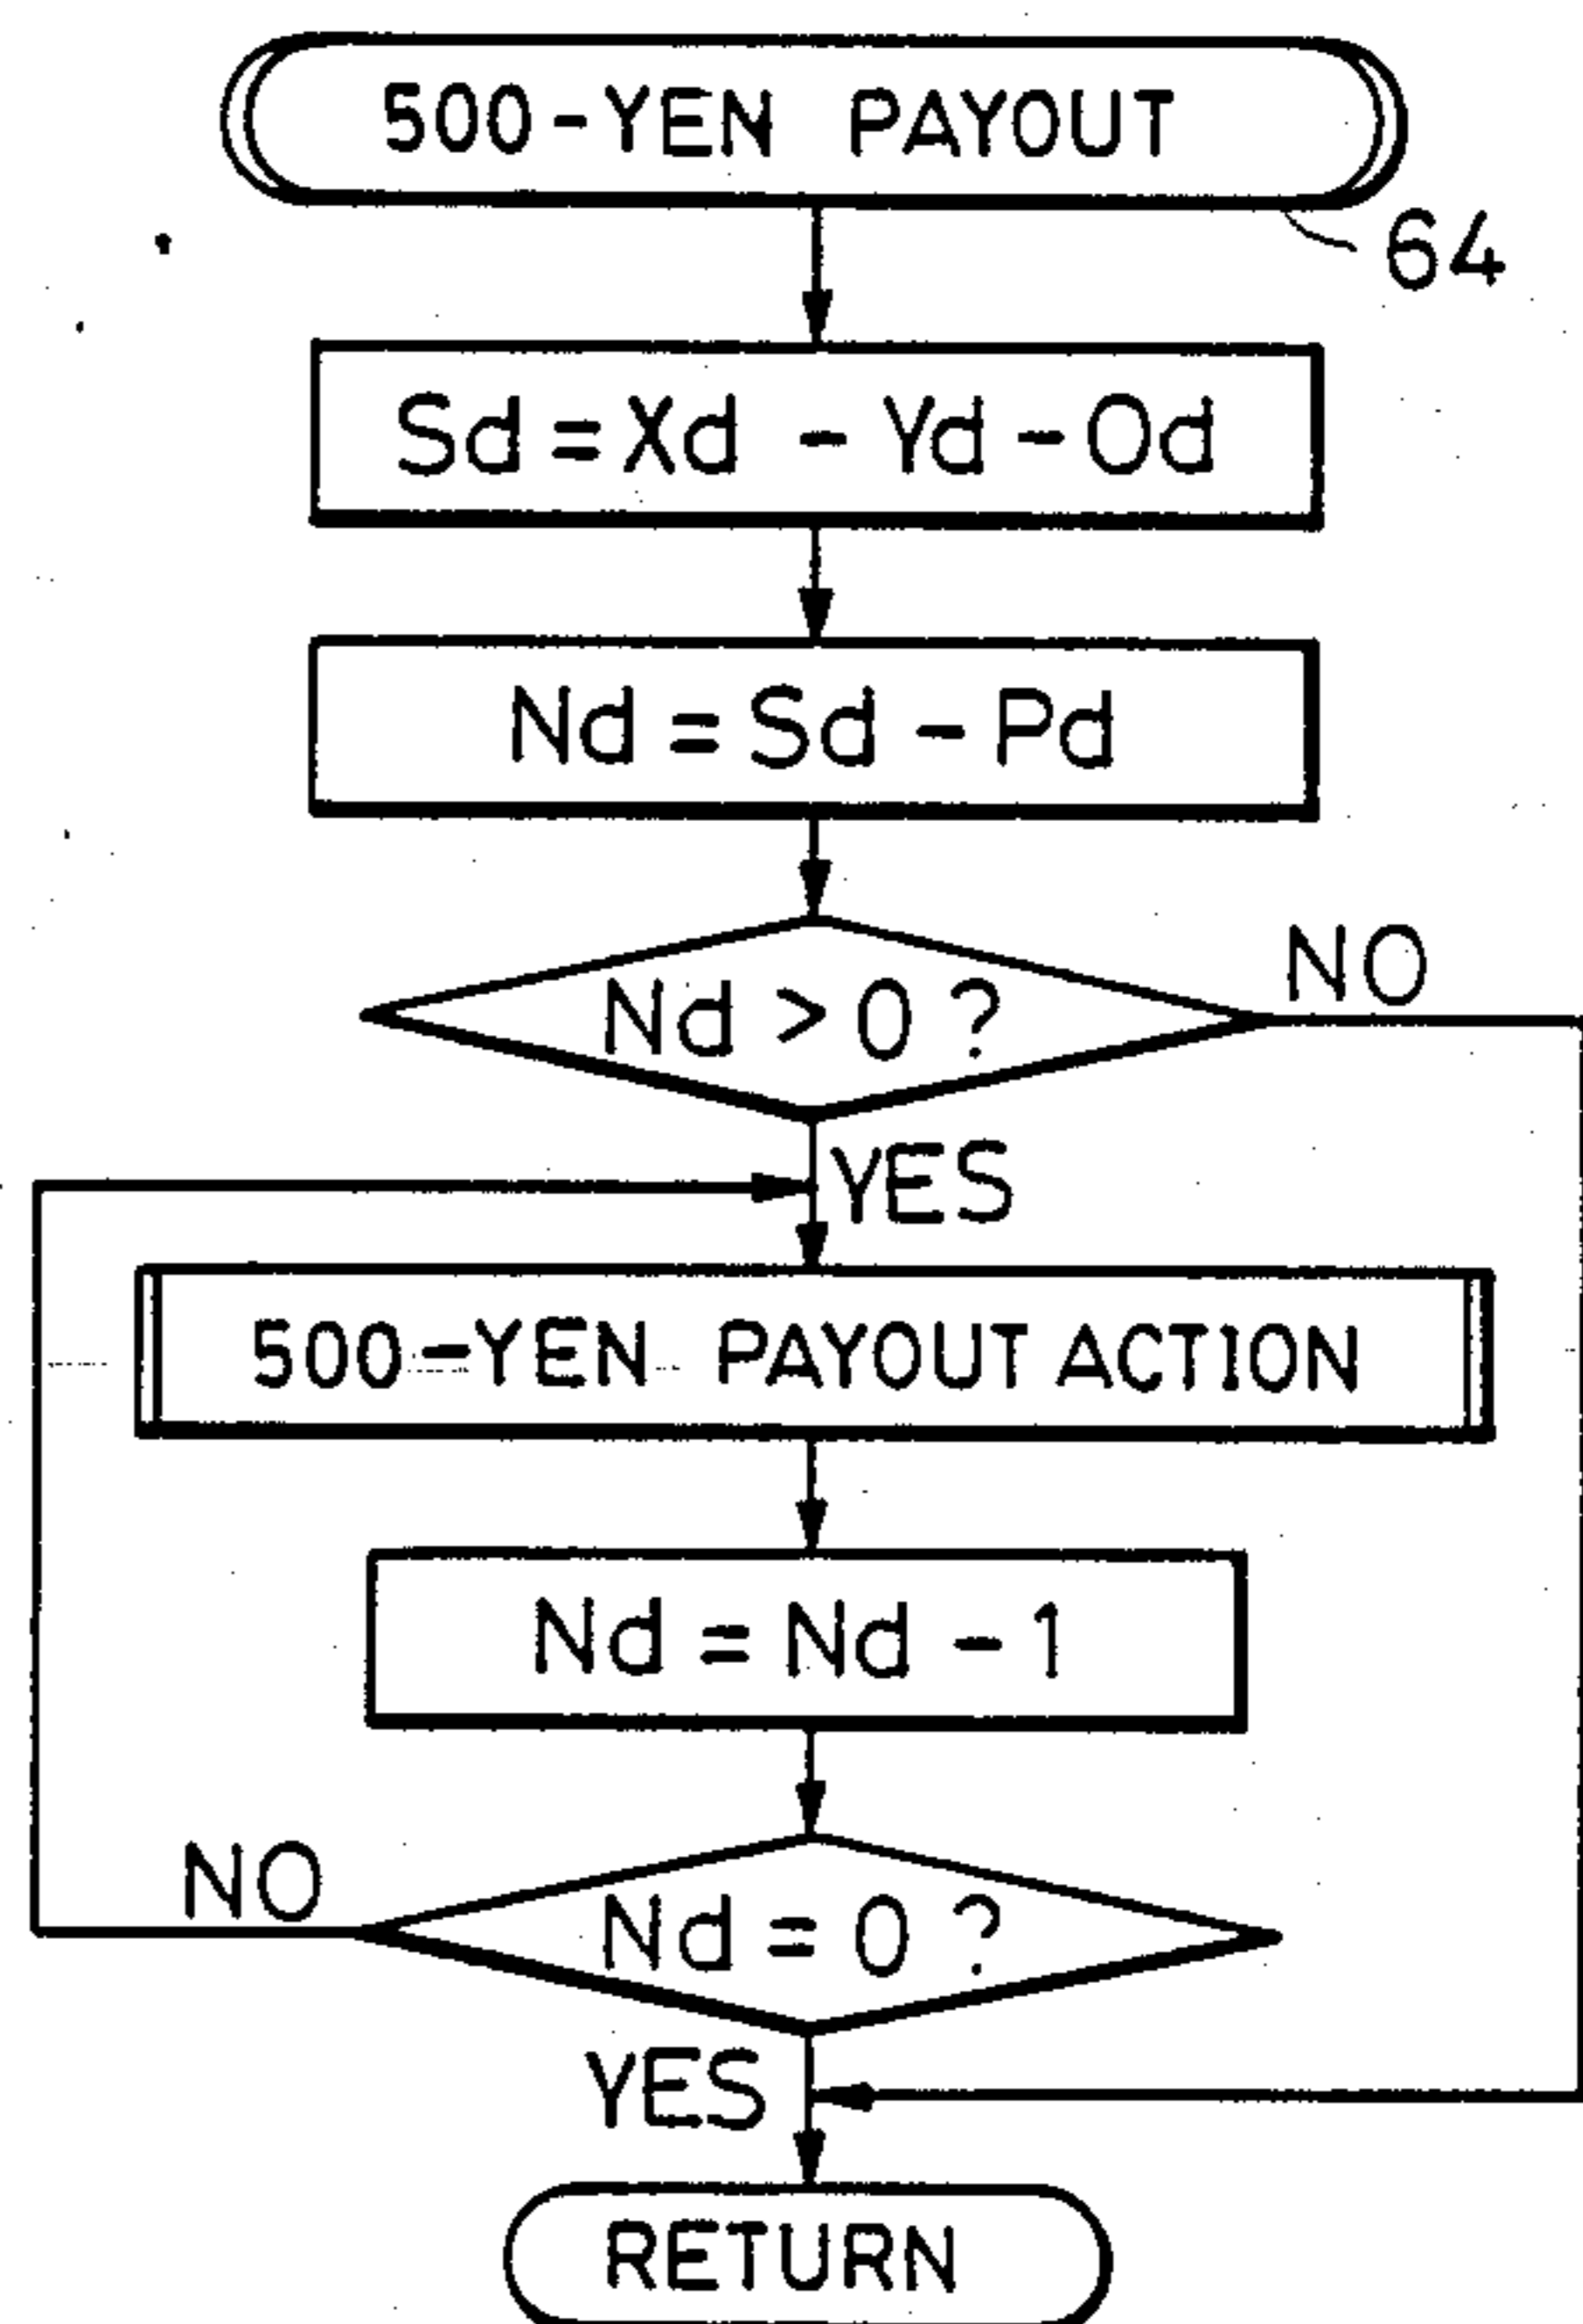 500-YEN PAYOUT
64
Sd = Xd - Yd - Od
Nd = Sd - Pd
Nd > 0 ?
NO
YES
500-YEN PAYOUT ACTION
Nd = Nd - 1
NO
Nd = 0 ?
YES
RETURN